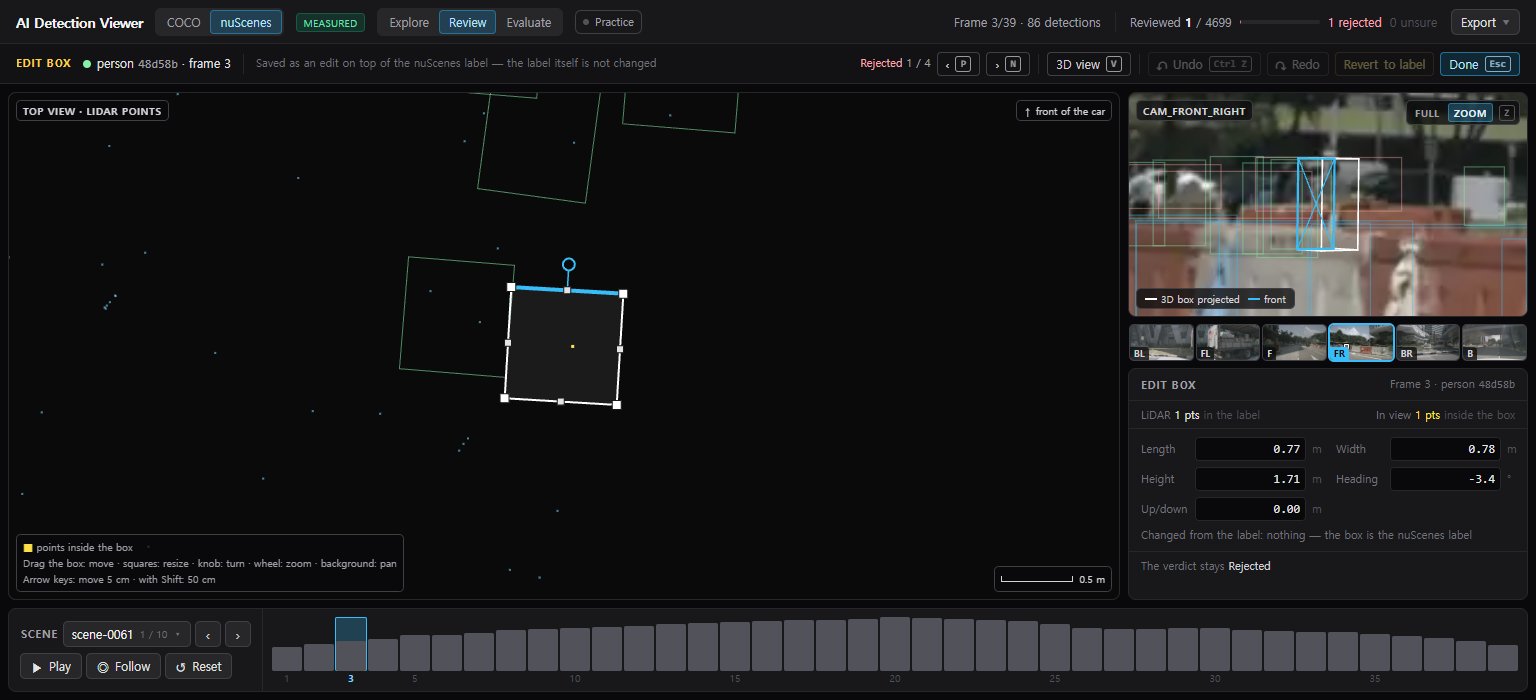 AI Detection Viewer COCO nuScenes MEASURED Explore Review Evaluate Practice Frame 3/39 · 86 detections Reviewed 1 / 4699 1 rejected 0 unsure Export
EDIT BOX person 48d58b · frame 3 Saved as an edit on top of the nuScenes label — the label itself is not changed Rejected 1 / 4 ‹ P › N 3D view V Undo Ctrl Z Redo Revert to label Done Esc
TOP VIEW · LIDAR POINTS
↑ front of the car
CAM_FRONT_RIGHT
FULL ZOOM Z
3D box projected front
BL FL F FR BR B
EDIT BOX Frame 3 · person 48d58b
LiDAR 1 pts in the label In view 1 pts inside the box
Length 0.77 m Width 0.78 m
Height 1.71 m Heading -3.4 °
Up/down 0.00 m
Changed from the label: nothing — the box is the nuScenes label
The verdict stays Rejected
points inside the box
Drag the box: move · squares: resize · knob: turn · wheel: zoom · background: pan
Arrow keys: move 5 cm · with Shift: 50 cm
0.5 m
SCENE scene-0061 1 / 10 ‹ ›
Play Follow Reset
1 3 5 10 15 20 25 30 35